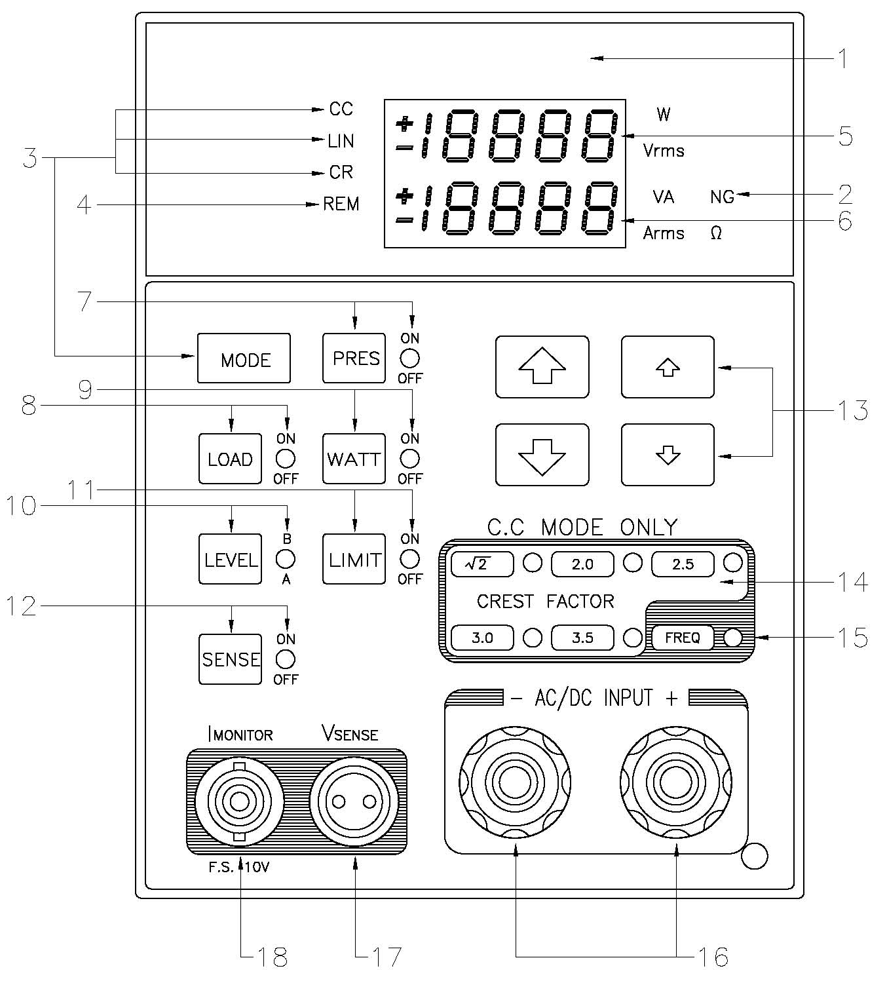 1
CC
W
LIN
+18888
5
3
-
Vrms
CR
+18888
VA NG
2
4
REM
-
6
Arms Ω
7
ON
MODE
PRES
OFF
9
8
13
ON
ON
LOAD
WATT
OFF
OFF
11
10
C.C MODE ONLY
B
ON
LEVEL
LIMIT
√2
2.0
2.5
A
OFF
14
12
CREST FACTOR
ON
3.0
3.5
FREQ
15
SENSE
OFF
- AC/DC INPUT +
IMONITOR
VSENSE
F.S. 10V
18
17
16